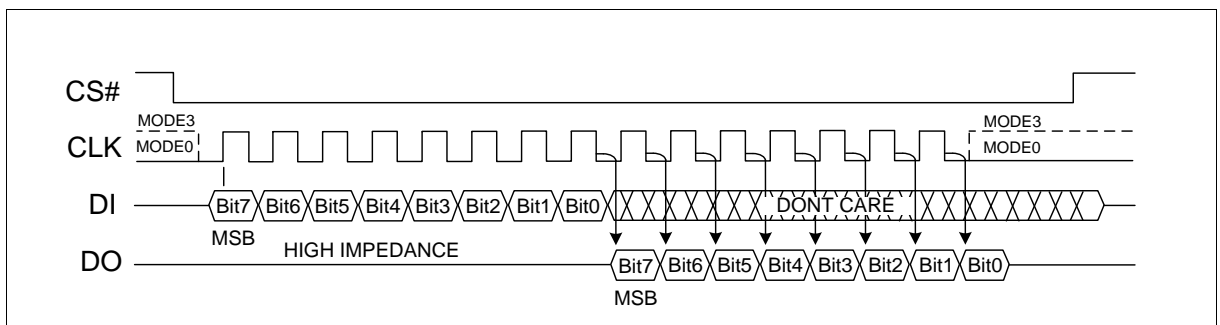 CS#
MODE3 MODE3
CLK MODE0 MODE0
DI Bit7 Bit6 Bit5 Bit4 Bit3 Bit2 Bit1 Bit0 DONT CARE
MSB
DO HIGH IMPEDANCE Bit7 Bit6 Bit5 Bit4 Bit3 Bit2 Bit1 Bit0
MSB